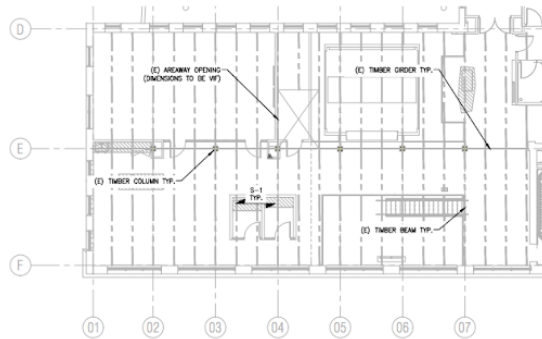 D
(E) AREAWAY OPENING
(DIMENSIONS TO BE VIF)
(E) TIMBER GIRDER TYP.
E
(E) TIMBER COLUMN TYP.
S-1
TYP.
(E) TIMBER BEAM TYP.
F
01
02
03
04
05
06
07